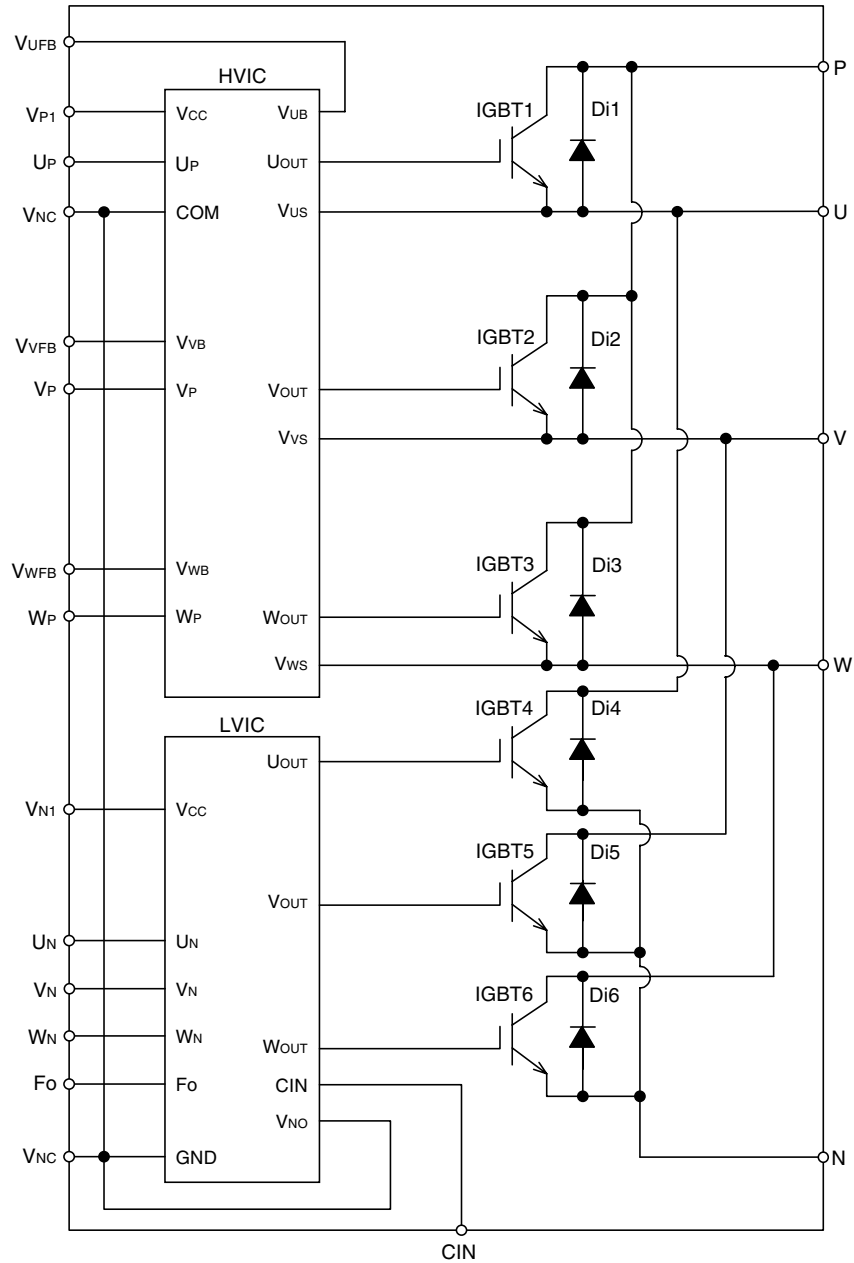 VUFB
HVIC
P
IGBT1
Di1
VP1
VCC
VUB
UP
UP
UOUT
VNC
COM
VUS
U
IGBT2
Di2
VVFB
VVB
VP
VP
VOUT
VVS
V
IGBT3
Di3
VWFB
VWB
WP
WP
WOUT
VWS
W
IGBT4
Di4
LVIC
UOUT
VN1
VCC
IGBT5
Di5
VOUT
UN
UN
VN
VN
IGBT6
Di6
WN
WN
WOUT
Fo
Fo
CIN
VNO
VNC
GND
N
CIN